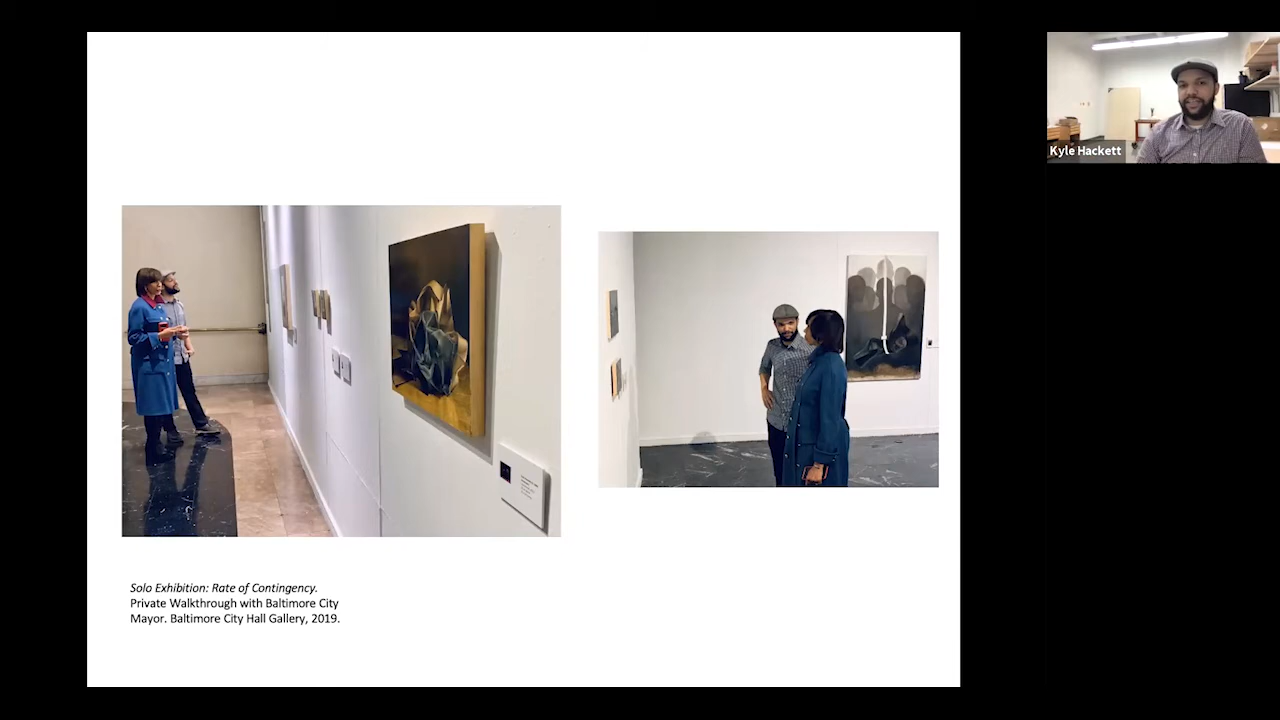 Kyle Hackett
Solo Exhibition: Rate of Contingency.
Private Walkthrough with Baltimore City
Mayor. Baltimore City Hall Gallery, 2019.